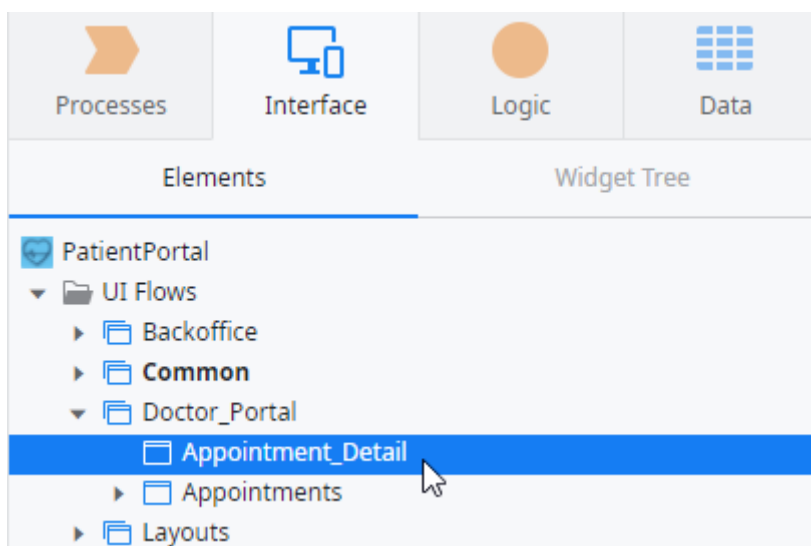 Processes Interface Logic Data
Elements Widget Tree
PatientPortal
UI Flows
Backoffice
Common
Doctor_Portal
Appointment_Detail
Appointments
Layouts